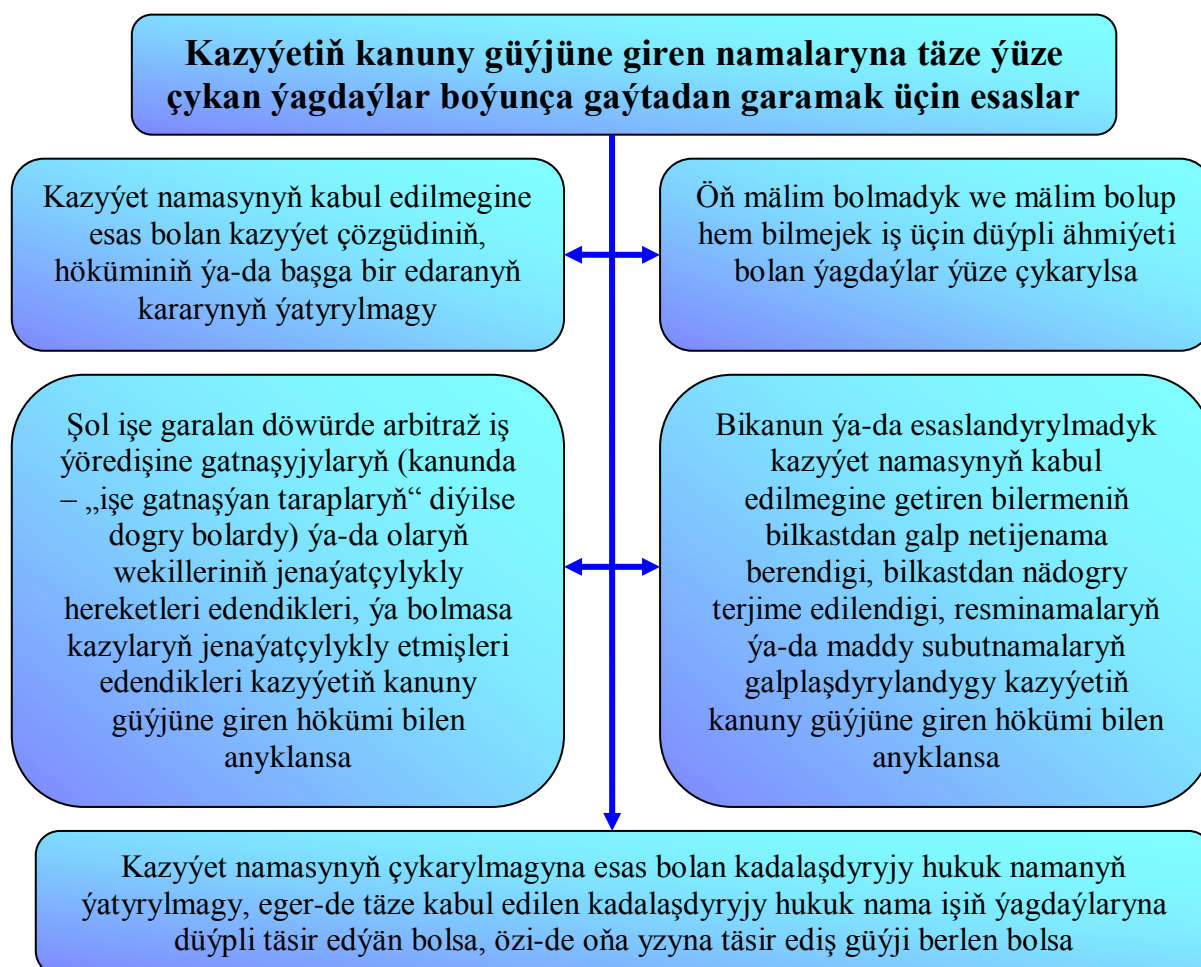 Kazyýetiň kanuny güýjüne giren namalaryna täze ýüze
çykan ýagdaýlar boýunça gaýtadan garamak üçin esaslar
Kazyýet namasynyň kabul edilmegine
esas bolan kazyýet çözgüdiniň,
höküminiň ýa-da başga bir edaranyň
kararynyň ýatyrylmagy
Öň mälim bolmadyk we mälim bolup
hem bilmejek iş üçin düýpli ähmiýeti
bolan ýagdaýlar ýüze çykarylsa
Şol işe garalan döwürde arbitraž iş
ýöredişine gatnaşyjylaryň (kanunda
– „işe gatnaşýan taraplaryň“ diýilse
dogry bolardy) ýa-da olaryň
wekilleriniň jenaýatçylykly
hereketleri edendikleri, ýa bolmasa
kazylaryň jenaýatçylykly etmişleri
edendikleri kazyýetiň kanuny
güýjüne giren hökümi bilen
anyklansa
Bikanun ýa-da esaslandyrylmadyk
kazyýet namasynyň kabul
edilmegine getiren bilermeniň
bilkastdan galp netijenama
berendigi, bilkastdan nädogry
terjime edilendigi, resminamalaryň
ýa-da maddy subutnamalaryň
galplaşdyrylandygy kazyýetiň
kanuny güýjüne giren hökümi bilen
anyklansa
Kazyýet namasynyň çykarylmagyna esas bolan kadalaşdyryjy hukuk namanyň
ýatyrylmagy, eger-de täze kabul edilen kadalaşdyryjy hukuk nama işiň ýagdaýlaryna
düýpli täsir edýän bolsa, özi-de oňa yzyna täsir ediş güýji berlen bolsa